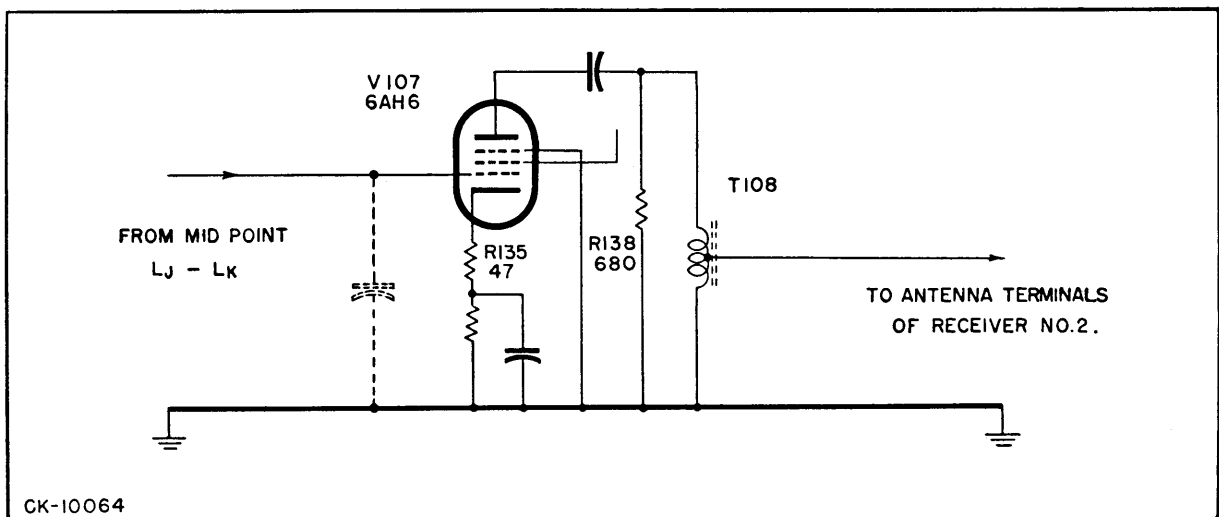 V107
6AH6
T108
FROM MID POINT
LJ - LK
R135
47
R138
680
TO ANTENNA TERMINALS
OF RECEIVER NO.2.
CK-10064